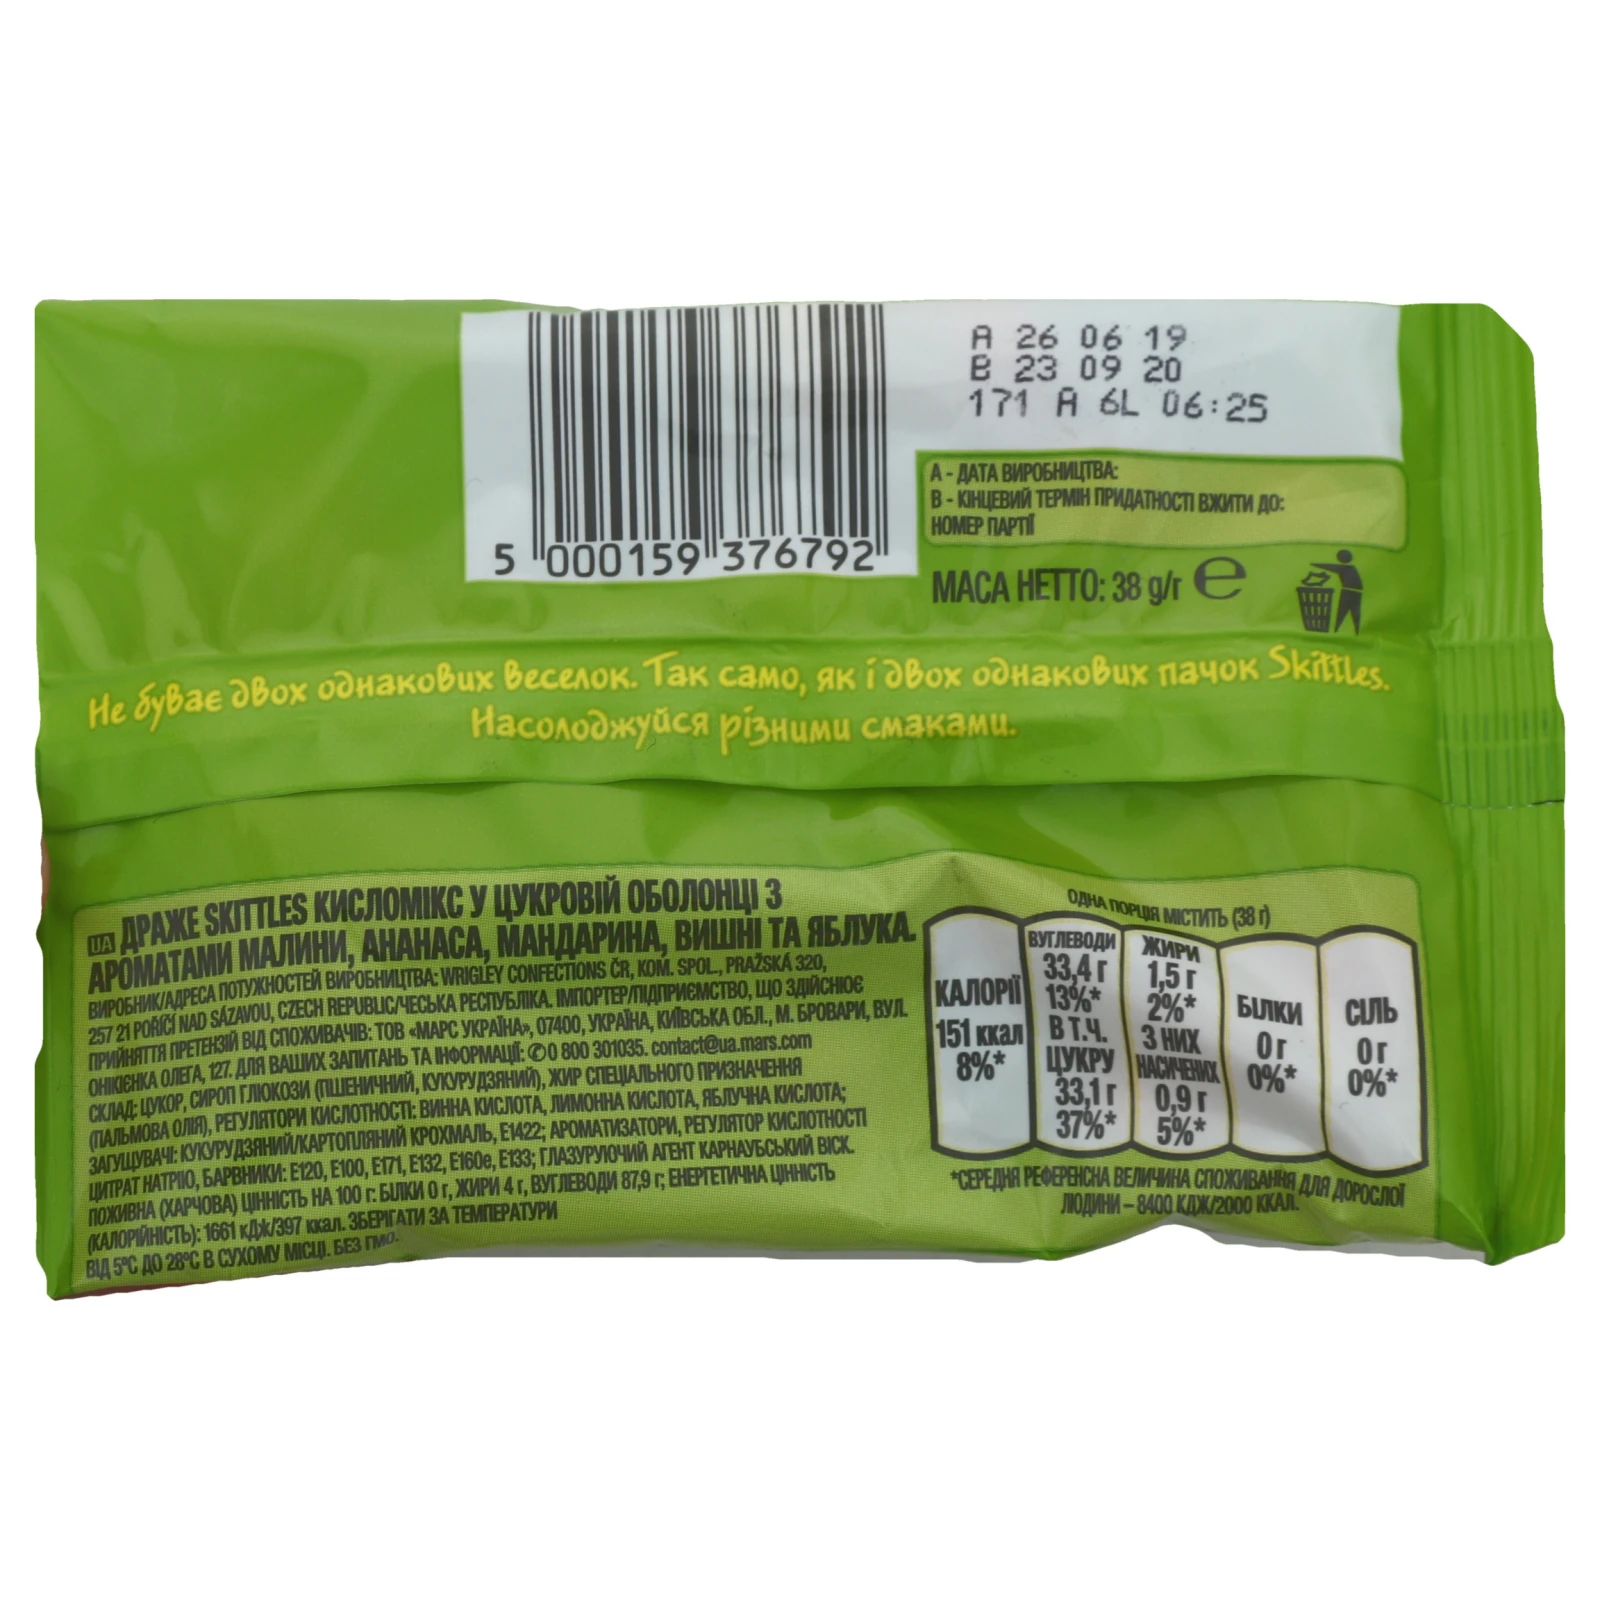 A 26 06 19
B 23 09 20
171 A 6L 06:25
5 000159 376792
А - ДАТА ВИРОБНИЦТВА:
В - КІНЦЕВИЙ ТЕРМІН ПРИДАТНОСТІ ВЖИТИ ДО:
НОМЕР ПАРТІЇ
МАСА НЕТТО: 38 g/г ℮
Не буває двох однакових веселок. Так само, як і двох однакових пачок Skittles.
Насолоджуйся різними смаками.
UA ДРАЖЕ SKITTLES КИСЛОМІКС У ЦУКРОВІЙ ОБОЛОНЦІ З
АРОМАТАМИ МАЛИНИ, АНАНАСА, МАНДАРИНА, ВИШНІ ТА ЯБЛУКА.
ВИРОБНИК/АДРЕСА ПОТУЖНОСТЕЙ ВИРОБНИЦТВА: WRIGLEY CONFECTIONS ČR, KOM. SPOL., PRAŽSKÁ 320,
257 21 POŘÍČÍ NAD SÁZAVOU, CZECH REPUBLIC/ЧЕСЬКА РЕСПУБЛІКА. ІМПОРТЕР/ПІДПРИЄМСТВО, ЩО ЗДІЙСНЮЄ
ПРИЙНЯТТЯ ПРЕТЕНЗІЙ ВІД СПОЖИВАЧІВ: ТОВ «МАРС УКРАЇНА», 07400, УКРАЇНА, КИЇВСЬКА ОБЛ., М. БРОВАРИ, ВУЛ.
ОНІКІЄНКА ОЛЕГА, 127. ДЛЯ ВАШИХ ЗАПИТАНЬ ТА ІНФОРМАЦІЇ: ✆0 800 301035. contact@ua.mars.com
СКЛАД: ЦУКОР, СИРОП ГЛЮКОЗИ (ПШЕНИЧНИЙ, КУКУРУДЗЯНИЙ), ЖИР СПЕЦІАЛЬНОГО ПРИЗНАЧЕННЯ
(ПАЛЬМОВА ОЛІЯ), РЕГУЛЯТОРИ КИСЛОТНОСТІ: ВИННА КИСЛОТА, ЛИМОННА КИСЛОТА, ЯБЛУЧНА КИСЛОТА;
ЗАГУЩУВАЧІ: КУКУРУДЗЯНИЙ/КАРТОПЛЯНИЙ КРОХМАЛЬ, Е1422; АРОМАТИЗАТОРИ, РЕГУЛЯТОР КИСЛОТНОСТІ
ЦИТРАТ НАТРІЮ, БАРВНИКИ: Е120, Е100, Е171, Е132, Е160е, Е133; ГЛАЗУРУЮЧИЙ АГЕНТ КАРНАУБСЬКИЙ ВІСК.
ПОЖИВНА (ХАРЧОВА) ЦІННІСТЬ НА 100 г: БІЛКИ 0 г, ЖИРИ 4 г, ВУГЛЕВОДИ 87,9 г; ЕНЕРГЕТИЧНА ЦІННІСТЬ
(КАЛОРІЙНІСТЬ): 1661 кДж/397 ккал. ЗБЕРІГАТИ ЗА ТЕМПЕРАТУРИ
ВІД 5°С ДО 28°С В СУХОМУ МІСЦІ. БЕЗ ГМО.
ОДНА ПОРЦІЯ МІСТИТЬ (38 г)
КАЛОРІЇ
151 ккал
8%*
ВУГЛЕВОДИ
33,4 г
13%*
В Т.Ч.
ЦУКРУ
33,1 г
37%*
ЖИРИ
1,5 г
2%*
З НИХ
НАСИЧЕНИХ
0,9 г
5%*
БІЛКИ
0 г
0%*
СІЛЬ
0 г
0%*
*СЕРЕДНЯ РЕФЕРЕНСНА ВЕЛИЧИНА СПОЖИВАННЯ ДЛЯ ДОРОСЛОЇ
ЛЮДИНИ – 8400 КДЖ/2000 ККАЛ.